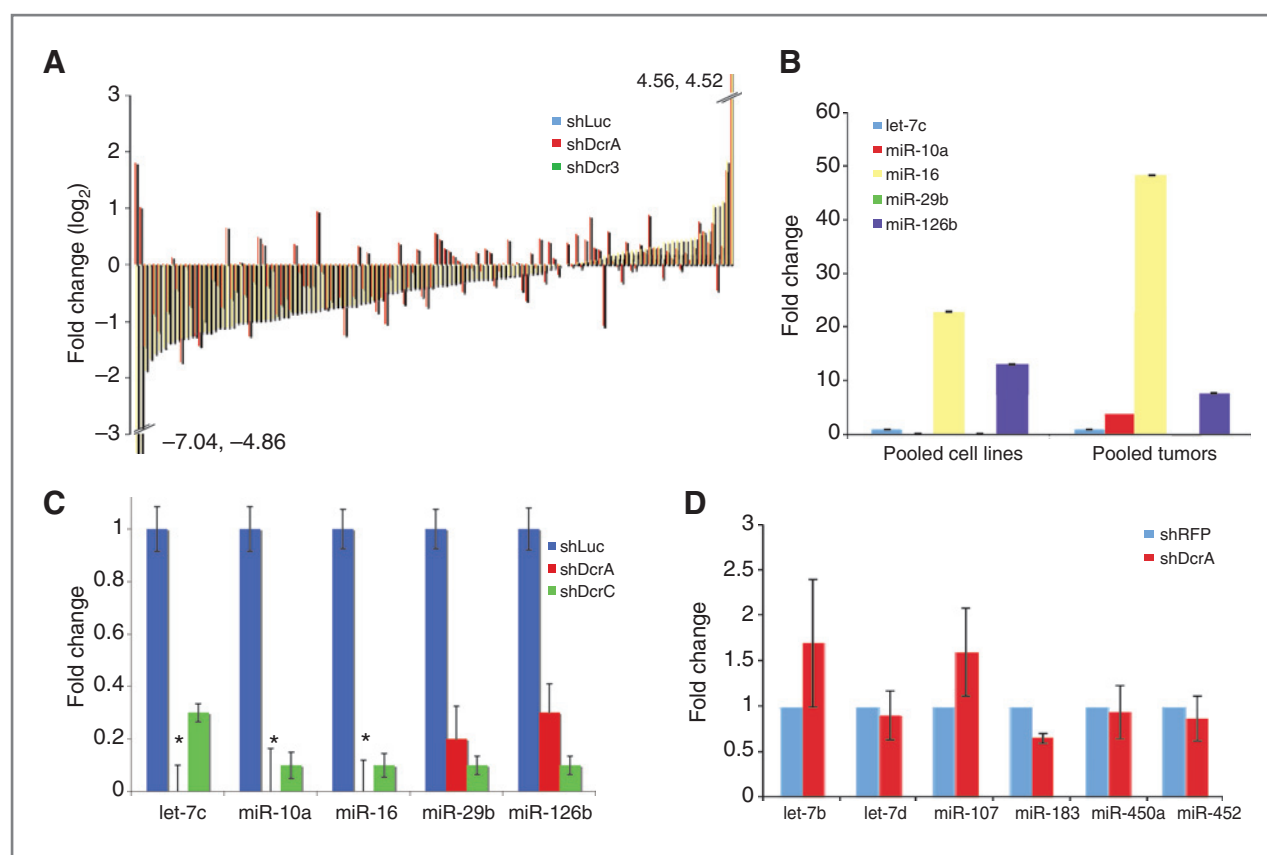 A
4.56, 4.52
3
2
1
0
–1
–2
–3
Fold change (log2)
shLuc
shDcrA
shDcr3
–7.04, –4.86
B
60
50
40
30
20
10
0
Fold change
let-7c
miR-10a
miR-16
miR-29b
miR-126b
Pooled cell lines
Pooled tumors
C
1
0.8
0.6
0.4
0.2
0
Fold change
shLuc
shDcrA
shDcrC
*
*
*
let-7c
miR-10a
miR-16
miR-29b
miR-126b
D
3
2.5
2
1.5
1
0.5
0
Fold change
shRFP
shDcrA
let-7b
let-7d
miR-107
miR-183
miR-450a
miR-452